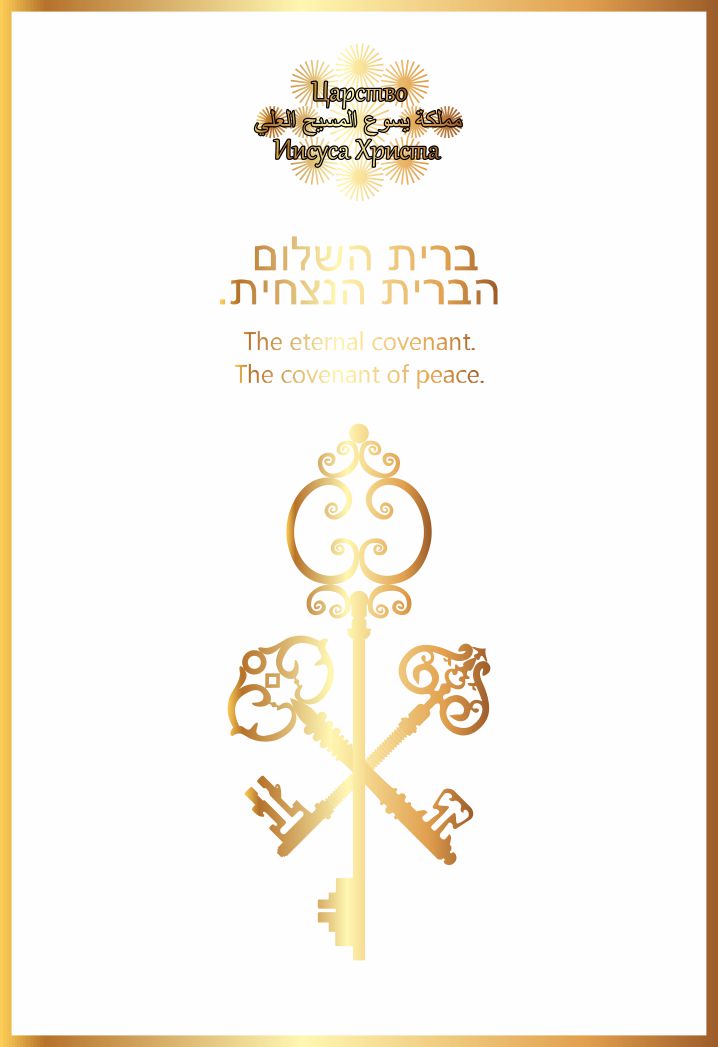 Царство
مملكة يسوع المسيح العلي
Иисуса Христа
ברית השלום
הברית הנצחית.
The eternal covenant.
The covenant of peace.